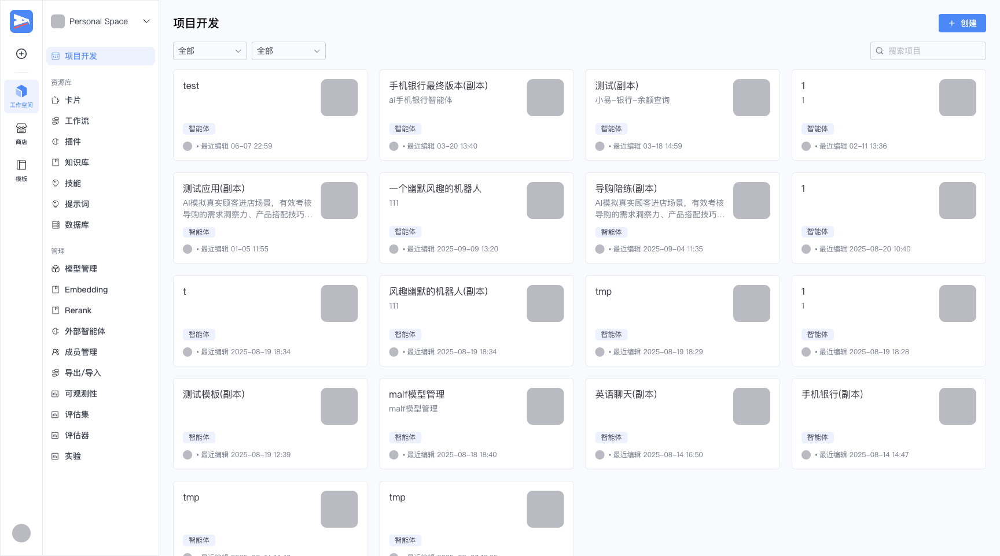 工作空间
商店
模板
Personal Space
项目开发
资源库
卡片
工作流
插件
知识库
技能
提示词
数据库
管理
模型管理
Embedding
Rerank
外部智能体
成员管理
导出/导入
可观测性
评估集
评估器
实验
项目开发
创建
全部
全部
搜索项目
test
智能体
• 最近编辑 06-07 22:59
手机银行最终版本(副本)
ai手机银行智能体
智能体
• 最近编辑 03-20 13:40
测试(副本)
小易-银行-余额查询
智能体
• 最近编辑 03-18 14:59
1
1
智能体
• 最近编辑 02-11 13:36
测试应用(副本)
AI模拟真实顾客进店场景，有效考核
导购的需求洞察力、产品搭配技巧...
智能体
• 最近编辑 01-05 11:55
一个幽默风趣的机器人
111
智能体
• 最近编辑 2025-09-09 13:20
导购陪练(副本)
AI模拟真实顾客进店场景，有效考核
导购的需求洞察力、产品搭配技巧...
智能体
• 最近编辑 2025-09-04 11:35
1
智能体
• 最近编辑 2025-08-20 10:40
t
智能体
• 最近编辑 2025-08-19 18:34
风趣幽默的机器人(副本)
111
智能体
• 最近编辑 2025-08-19 18:34
tmp
智能体
• 最近编辑 2025-08-19 18:29
1
1
智能体
• 最近编辑 2025-08-19 18:28
测试模板(副本)
智能体
• 最近编辑 2025-08-19 12:39
malf模型管理
malf模型管理
智能体
• 最近编辑 2025-08-18 18:40
英语聊天(副本)
智能体
• 最近编辑 2025-08-14 16:50
手机银行(副本)
智能体
• 最近编辑 2025-08-14 14:47
tmp
智能体
tmp
智能体